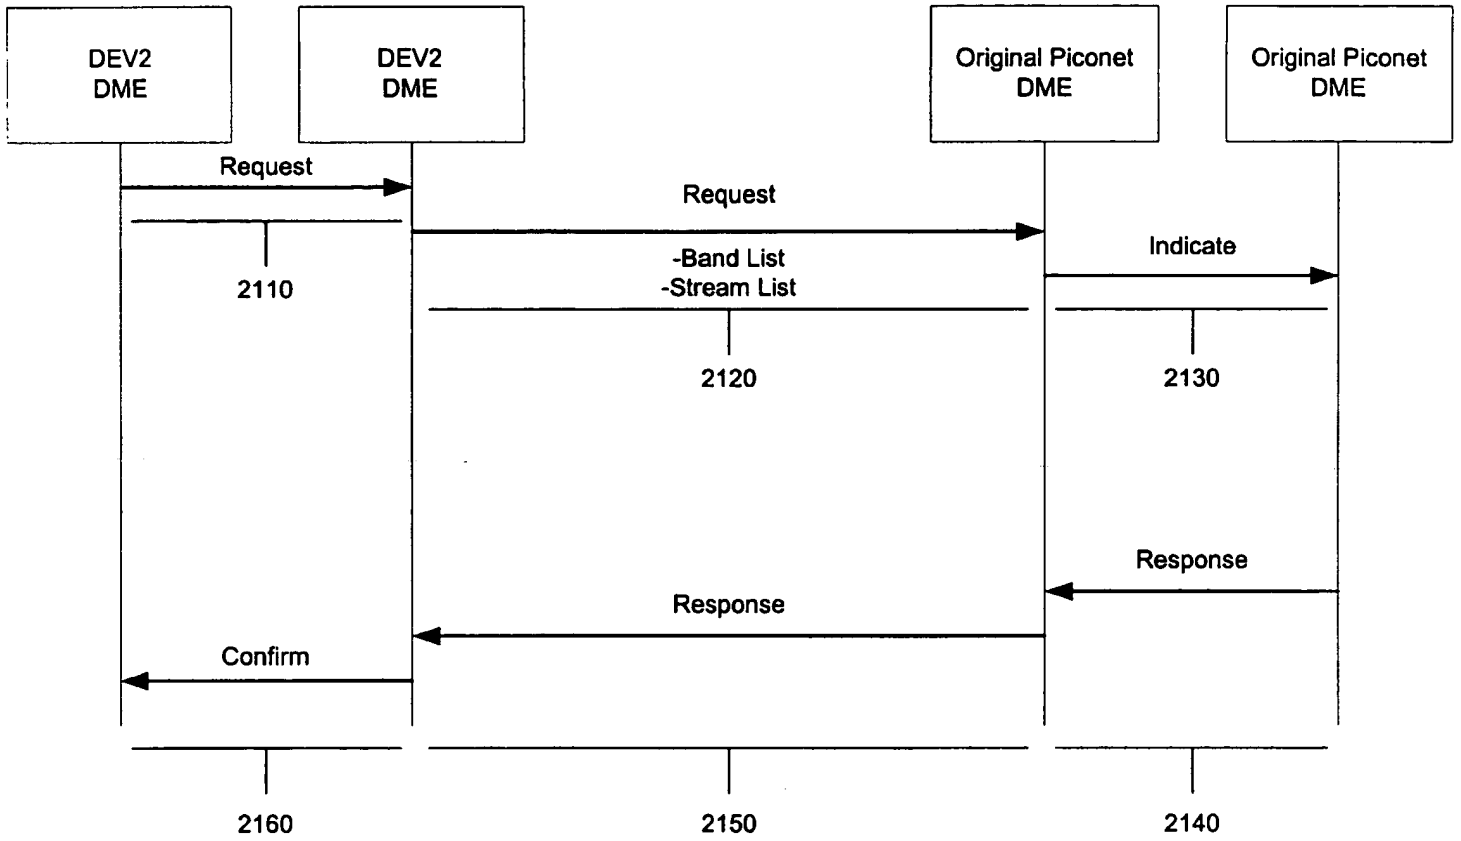 DEV2
DME
DEV2
DME
Original Piconet
DME
Original Piconet
DME
Request
Request
-Band List
-Stream List
Indicate
2110
2120
2130
Response
Response
Confirm
2160
2150
2140